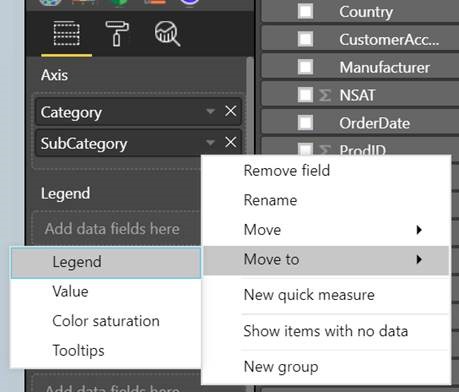 Axis
Category
SubCategory
Legend
Add data fields here
Add data fields here
Remove field
Rename
Move
Move to
New quick measure
Show items with no data
New group
Legend
Value
Color saturation
Tooltips
Country
CustomerAcc...
Manufacturer
NSAT
OrderDate
ProdID